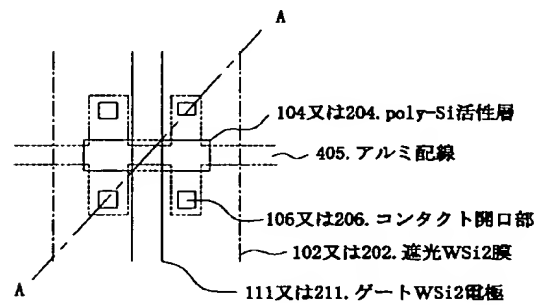 A
104又は204. poly-Si活性層
405. アルミ配線
106又は206. コンタクト開口部
102又は202. 遮光WSi2膜
A
111又は211. ゲートWSi2電極